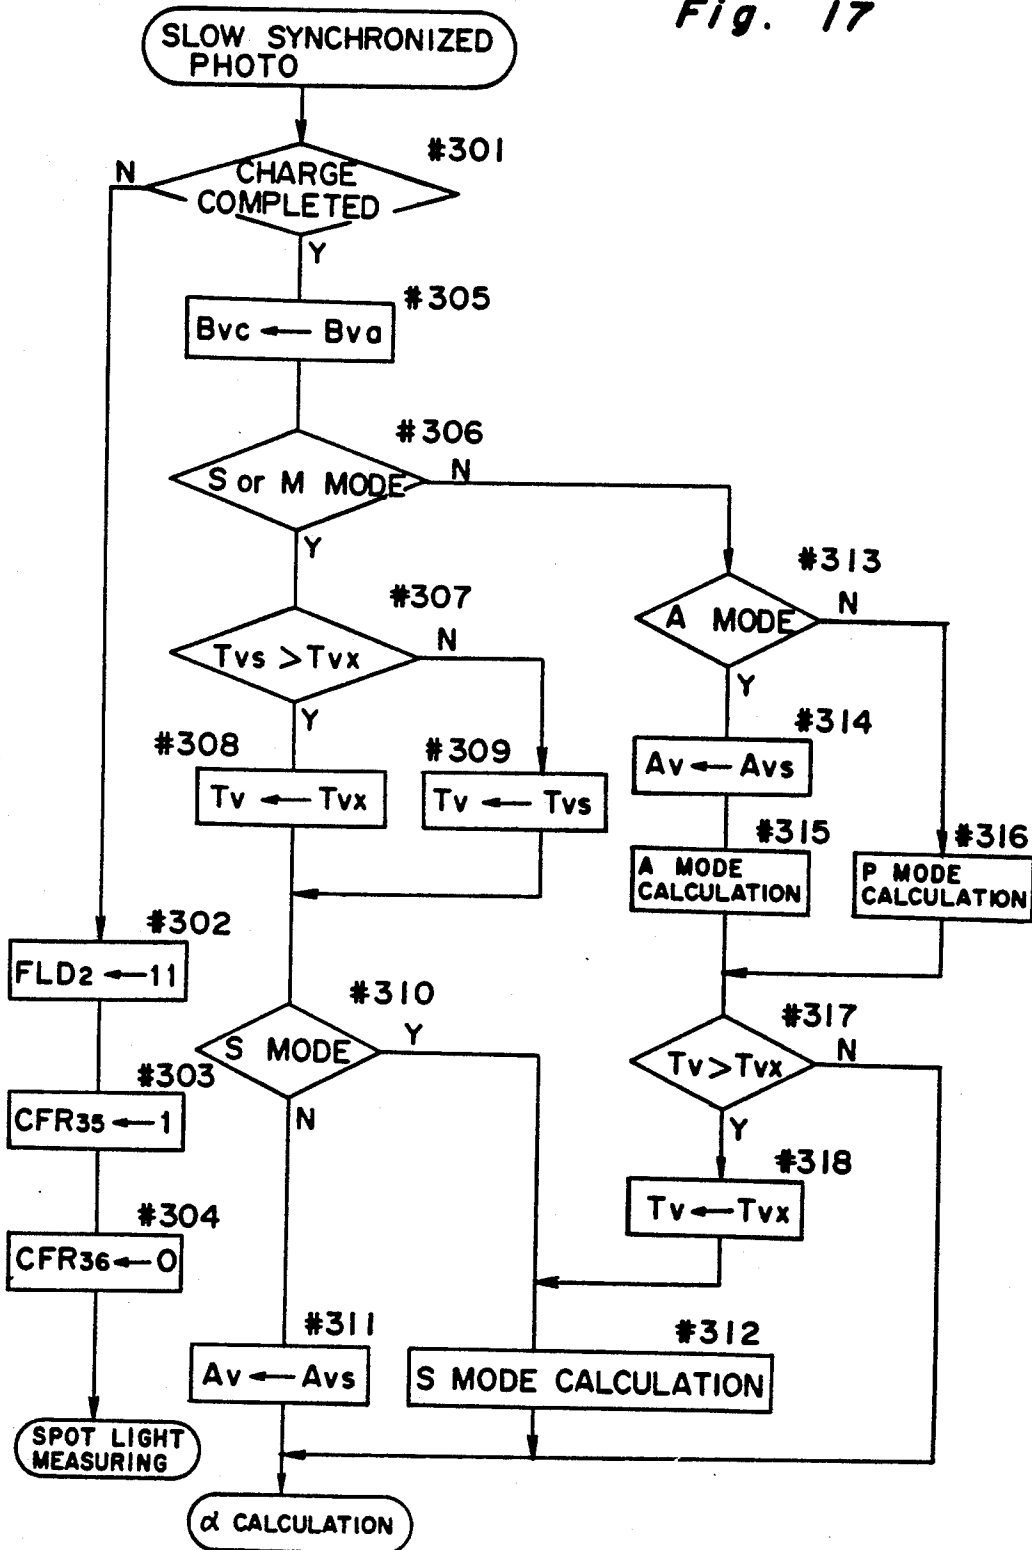 Fig. 17
SLOW SYNCHRONIZED
PHOTO
#301
N
CHARGE
COMPLETED
Y
#305
Bvc ← Bva
#306
S or M MODE
N
Y
#313
A MODE
N
Y
#307
Tvs > Tvx
N
Y
#308
Tv ← Tvx
#309
Tv ← Tvs
#314
Av ← Avs
#315
A MODE
CALCULATION
#316
P MODE
CALCULATION
#302
FLD2 ← 11
#310
S MODE
Y
N
#317
Tv > Tvx
N
Y
#303
CFR35 ← 1
#318
Tv ← Tvx
#304
CFR36 ← 0
#311
Av ← Avs
#312
S MODE CALCULATION
SPOT LIGHT
MEASURING
α CALCULATION